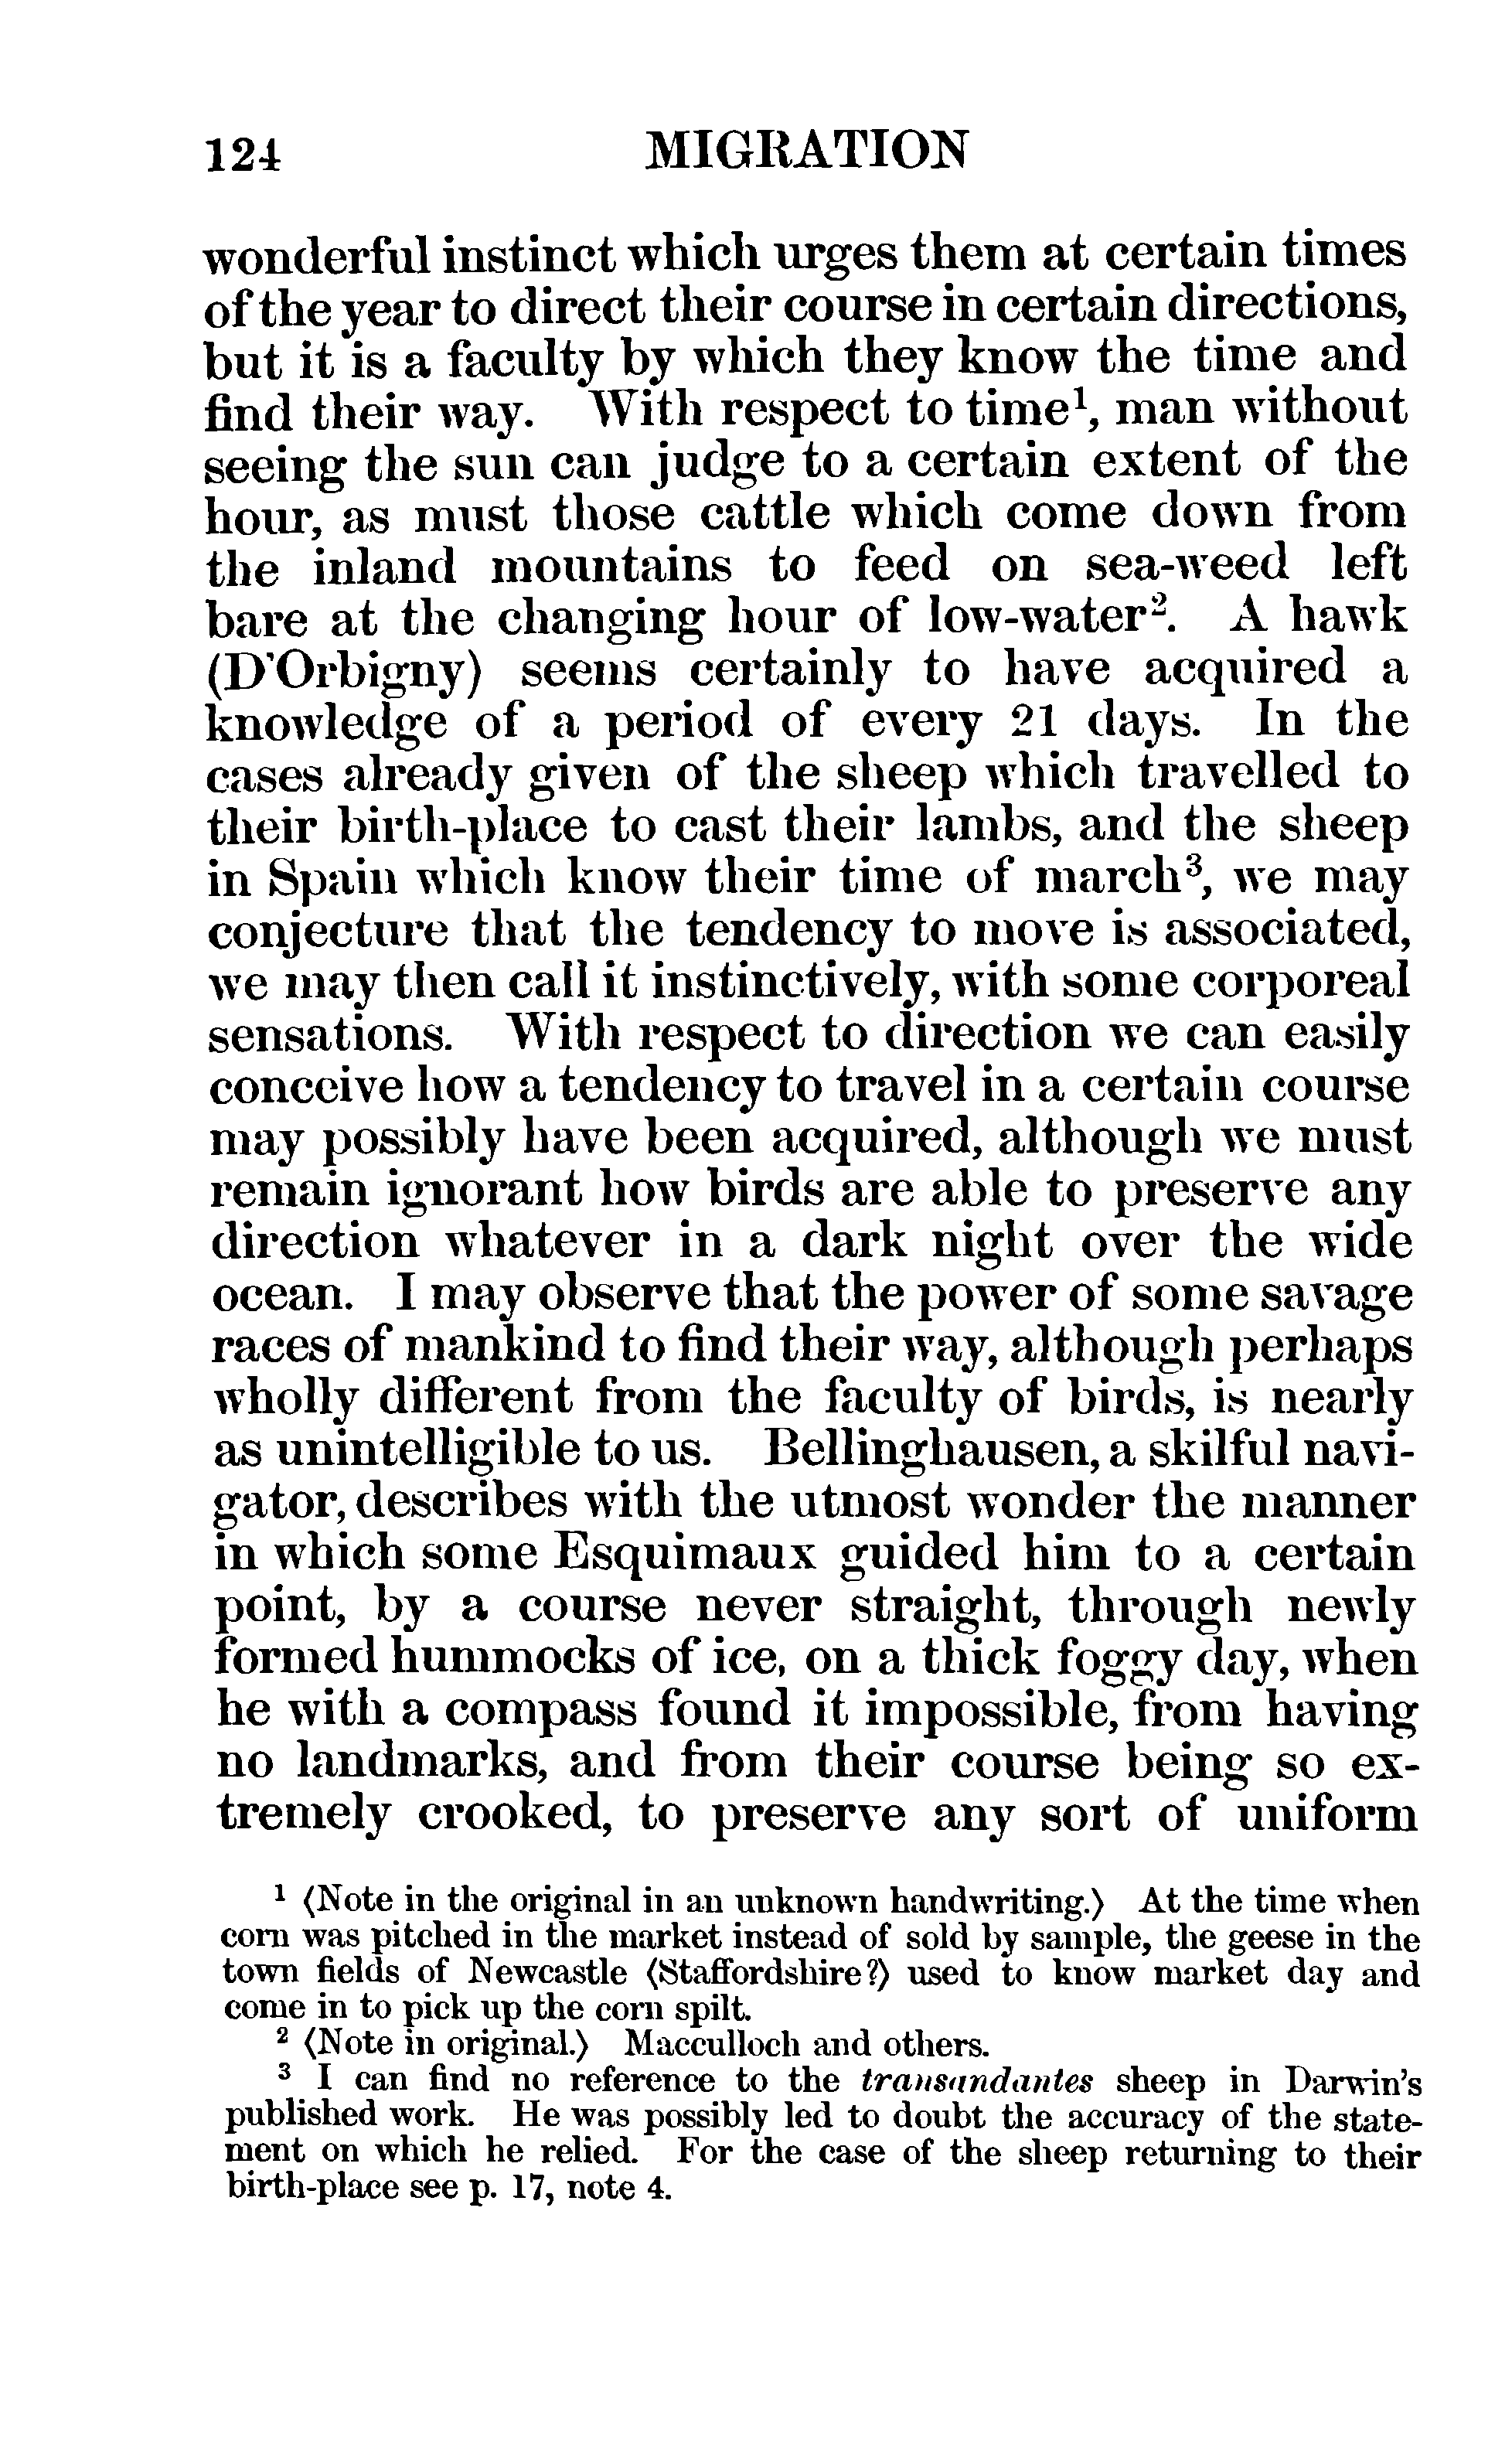 124 MIGRATION
wonderful instinct which urges them at certain times
of the year to direct their course in certain directions,
but it is a faculty by which they know the time and
find their way. With respect to time¹, man without
seeing the sun can judge to a certain extent of the
hour, as must those cattle which come down from
the inland mountains to feed on sea-weed left
bare at the changing hour of low-water². A hawk
(D'Orbigny) seems certainly to have acquired a
knowledge of a period of every 21 days. In the
cases already given of the sheep which travelled to
their birth-place to cast their lambs, and the sheep
in Spain which know their time of march³, we may
conjecture that the tendency to move is associated,
we may then call it instinctively, with some corporeal
sensations. With respect to direction we can easily
conceive how a tendency to travel in a certain course
may possibly have been acquired, although we must
remain ignorant how birds are able to preserve any
direction whatever in a dark night over the wide
ocean. I may observe that the power of some savage
races of mankind to find their way, although perhaps
wholly different from the faculty of birds, is nearly
as unintelligible to us. Bellinghausen, a skilful navi-
gator, describes with the utmost wonder the manner
in which some Esquimaux guided him to a certain
point, by a course never straight, through newly
formed hummocks of ice, on a thick foggy day, when
he with a compass found it impossible, from having
no landmarks, and from their course being so ex-
tremely crooked, to preserve any sort of uniform
¹ ⟨Note in the original in an unknown handwriting.⟩ At the time when
corn was pitched in the market instead of sold by sample, the geese in the
town fields of Newcastle ⟨Staffordshire?⟩ used to know market day and
come in to pick up the corn spilt.
² ⟨Note in original.⟩ Macculloch and others.
³ I can find no reference to the transandantes sheep in Darwin's
published work. He was possibly led to doubt the accuracy of the state-
ment on which he relied. For the case of the sheep returning to their
birth-place see p. 17, note 4.